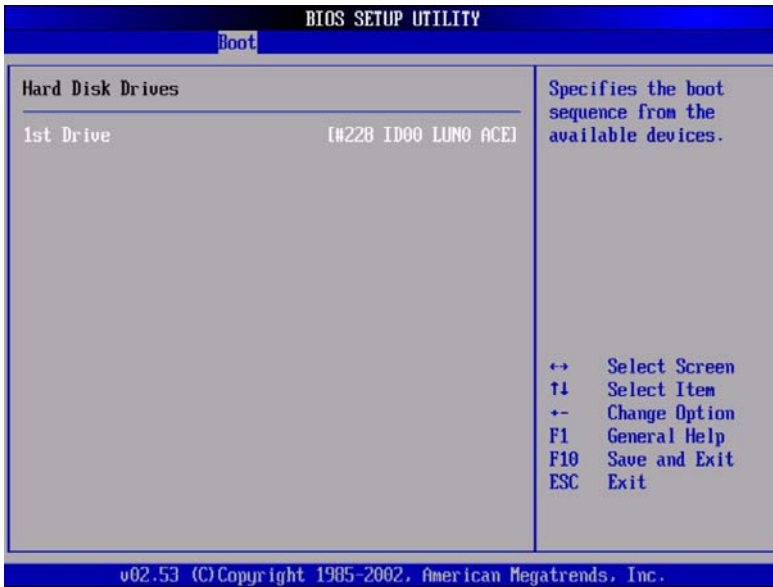 BIOS SETUP UTILITY
Boot
Hard Disk Drives
1st Drive [#228 ID00 LUN0 ACE]
Specifies the boot
sequence from the
available devices.
↔ Select Screen
↑↓ Select Item
+- Change Option
F1 General Help
F10 Save and Exit
ESC Exit
v02.53 (C)Copyright 1985-2002, American Megatrends, Inc.